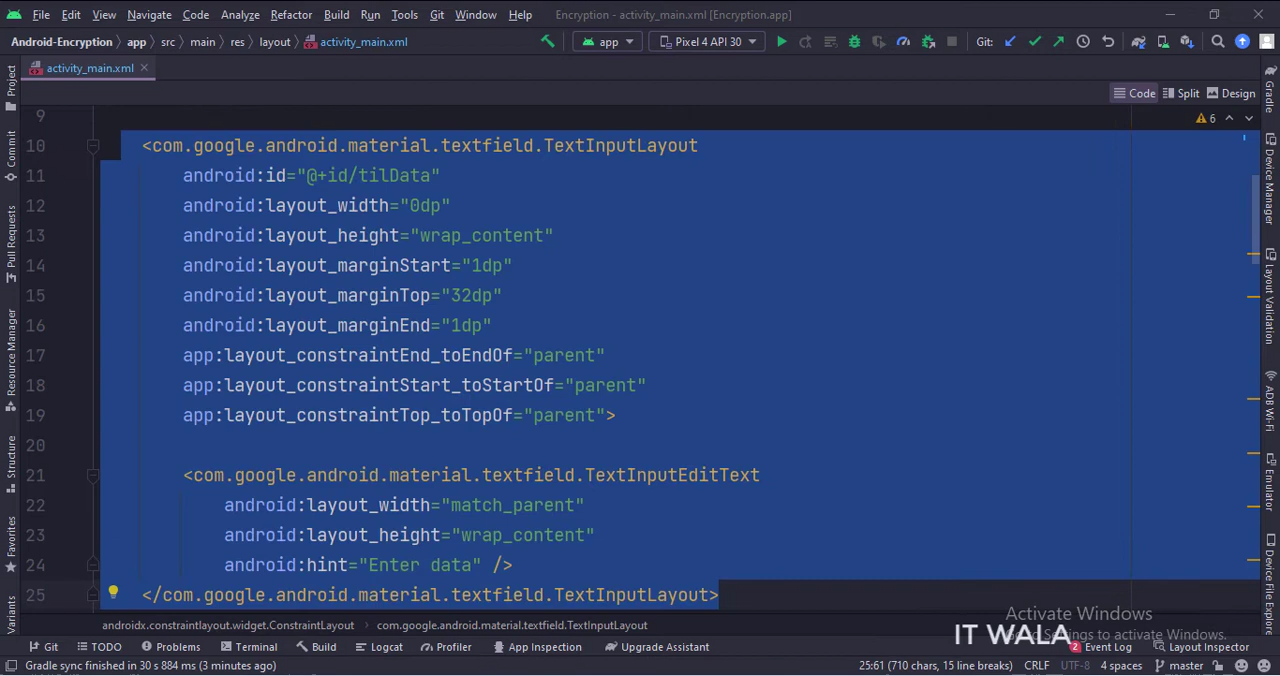 File Edit View Navigate Code Analyze Refactor Build Run Tools Git Window Help Encryption - activity_main.xml [Encryption.app]
Android-Encryption app src main res layout activity_main.xml app Pixel 4 API 30 Git:
activity_main.xml
Code Split Design
6
9
10 <com.google.android.material.textfield.TextInputLayout
11 android:id="@+id/tilData"
12 android:layout_width="0dp"
13 android:layout_height="wrap_content"
14 android:layout_marginStart="1dp"
15 android:layout_marginTop="32dp"
16 android:layout_marginEnd="1dp"
17 app:layout_constraintEnd_toEndOf="parent"
18 app:layout_constraintStart_toStartOf="parent"
19 app:layout_constraintTop_toTopOf="parent">
20
21 <com.google.android.material.textfield.TextInputEditText
22 android:layout_width="match_parent"
23 android:layout_height="wrap_content"
24 android:hint="Enter data" />
25 </com.google.android.material.textfield.TextInputLayout>
Project
Commit
Pull Requests
Resource Manager
Structure
Favorites
Variants
Gradle
Device Manager
Layout Validation
ADB Wi-Fi
Emulator
Device File Explorer
androidx.constraintlayout.widget.ConstraintLayout com.google.android.material.textfield.TextInputLayout
Activate Windows
Go to Settings to activate Windows.
IT WALA
Git TODO Problems Terminal Build Logcat Profiler App Inspection Upgrade Assistant 2 Event Log Layout Inspector
Gradle sync finished in 30 s 884 ms (3 minutes ago) 25:61 (710 chars, 15 line breaks) CRLF UTF-8 4 spaces master